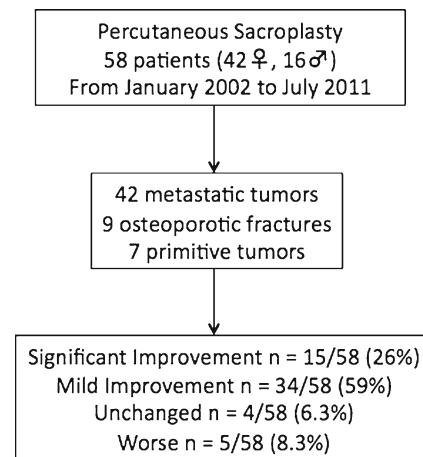 Percutaneous Sacroplasty
58 patients (42♀, 16♂)
From January 2002 to July 2011
42 metastatic tumors
9 osteoporotic fractures
7 primitive tumors
Significant Improvement n = 15/58 (26%)
Mild Improvement n = 34/58 (59%)
Unchanged n = 4/58 (6.3%)
Worse n = 5/58 (8.3%)